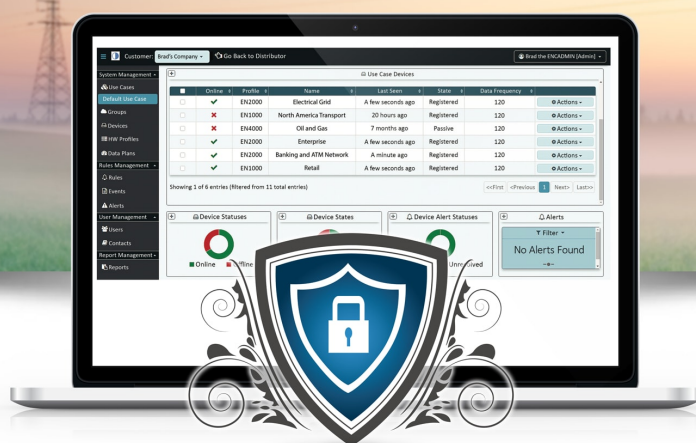 Customer: Brad's Company Go Back to Distributor Brad the ENCADMIN [Admin]
System Management
Use Cases
Default Use Case
Groups
Devices
HW Profiles
Data Plans
Rules Management
Rules
Events
Alerts
User Management
Users
Contacts
Report Management
Reports
Use Case Devices
Online Profile Name Last Seen State Data Frequency
EN2000 Electrical Grid A few seconds ago Registered 120 Actions
EN1000 North America Transport 20 hours ago Registered 120 Actions
EN4000 Oil and Gas 7 months ago Passive 120 Actions
EN2000 Enterprise A few seconds ago Registered 120 Actions
EN2000 Banking and ATM Network A minute ago Registered 120 Actions
EN1000 Retail A few seconds ago Registered 120 Actions
Showing 1 of 6 entries (filtered from 11 total entries) <<First <Previous 1 Next> Last>>
Device Statuses
Online
Device States
Device Alert Statuses
Alerts
Filter
No Alerts Found